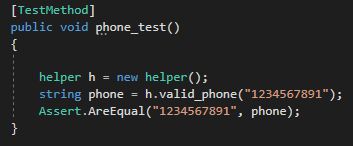 [TestMethod]
public void phone_test()
{
helper h = new helper();
string phone = h.valid_phone("1234567891");
Assert.AreEqual("1234567891", phone);
}